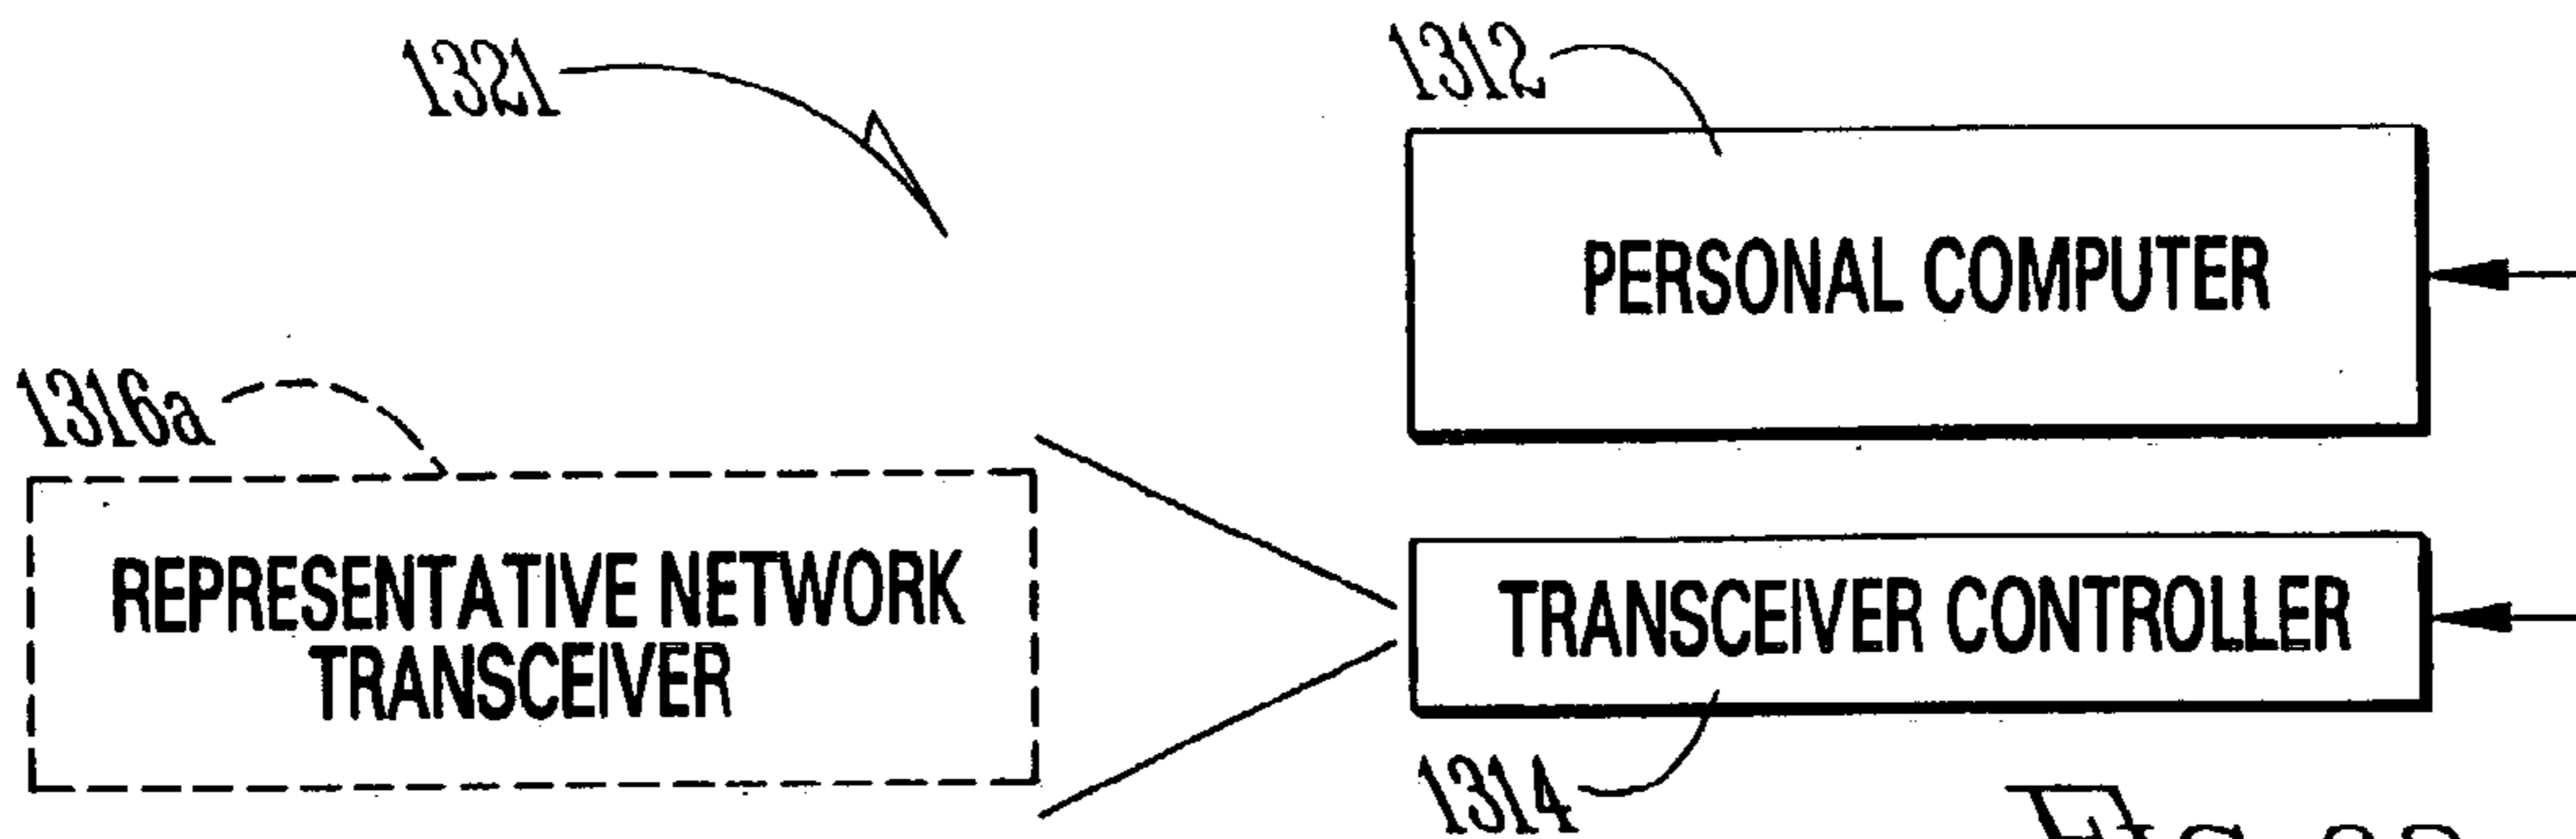 1321
1312
PERSONAL COMPUTER
1316a
REPRESENTATIVE NETWORK
TRANSCEIVER
TRANSCEIVER CONTROLLER
1314